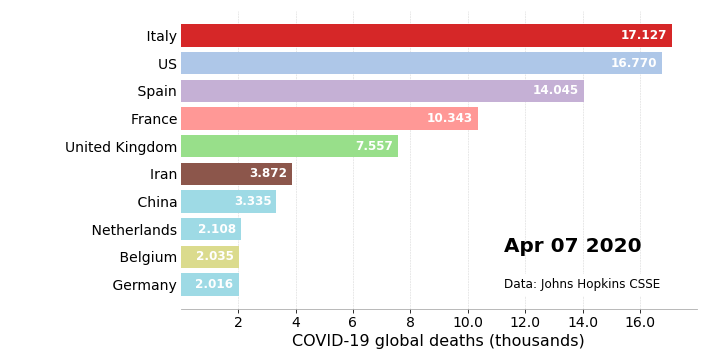 Italy 17.127
US 16.770
Spain 14.045
France 10.343
United Kingdom 7.557
Iran 3.872
China 3.335
Netherlands 2.108
Belgium 2.035
Germany 2.016
Apr 07 2020
Data: Johns Hopkins CSSE
2 4 6 8 10.0 12.0 14.0 16.0
COVID-19 global deaths (thousands)